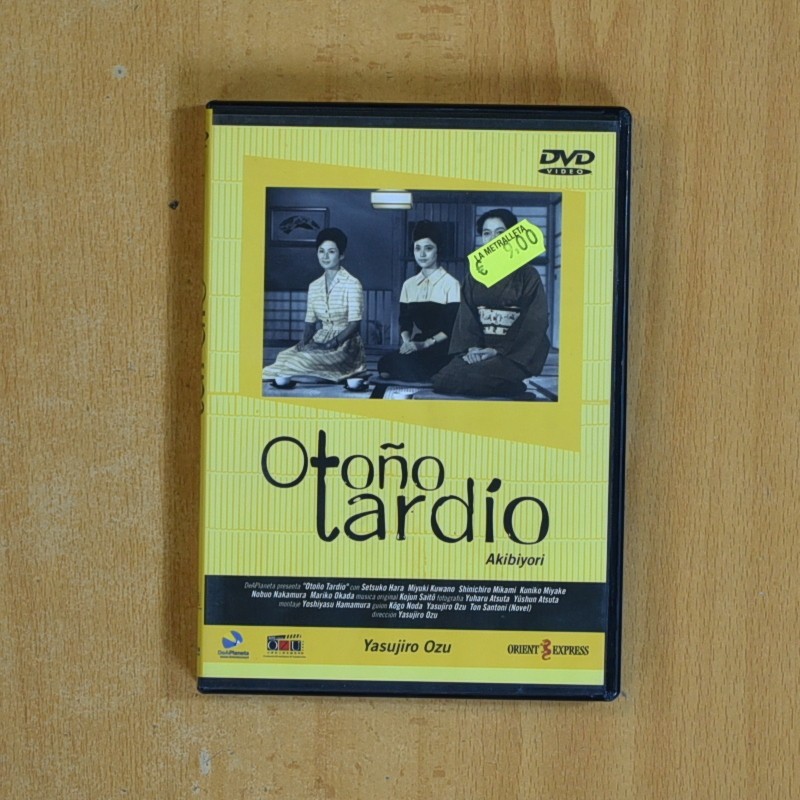 DVD
VIDEO
LA METRALLETA
€ 9,00
Otoño
tardío
Akibiyori
DeAPlaneta presenta "Otoño Tardío" con Setsuko Hara Miyuki Kuwano Shinichiro Mikami Kuniko Miyake
Nobuo Nakamura Mariko Okada música original Kojun Saitô fotografía Yuharu Atsuta Yûshun Atsuta
montaje Yoshiyasu Hamamura guión Kôgo Noda Yasujiro Ozu Ton Santoni (Novel)
dirección Yasujiro Ozu
DeAPlaneta
OZU
Yasujiro Ozu
ORIENT EXPRESS